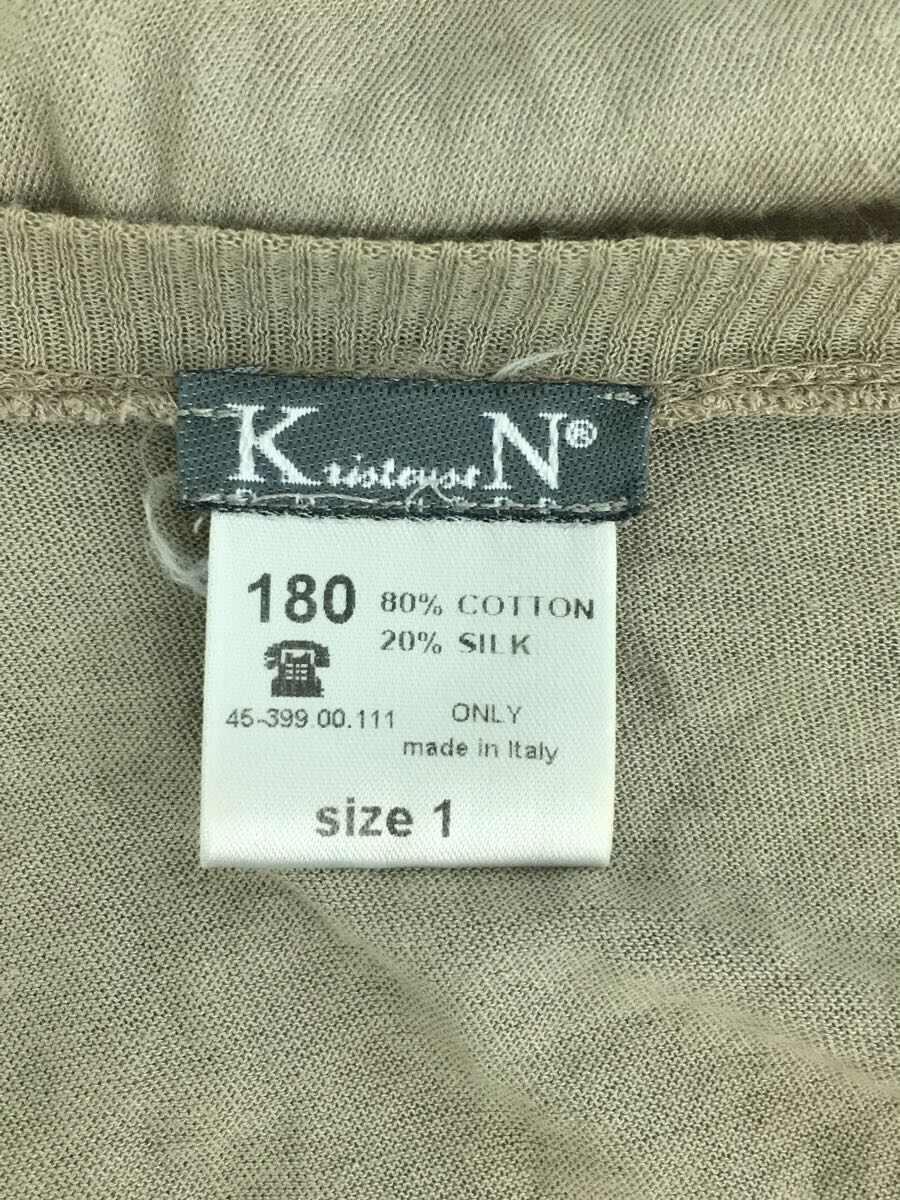 KristenseN®
180
80% COTTON
20% SILK
45-399 00.111
ONLY
made in Italy
size 1